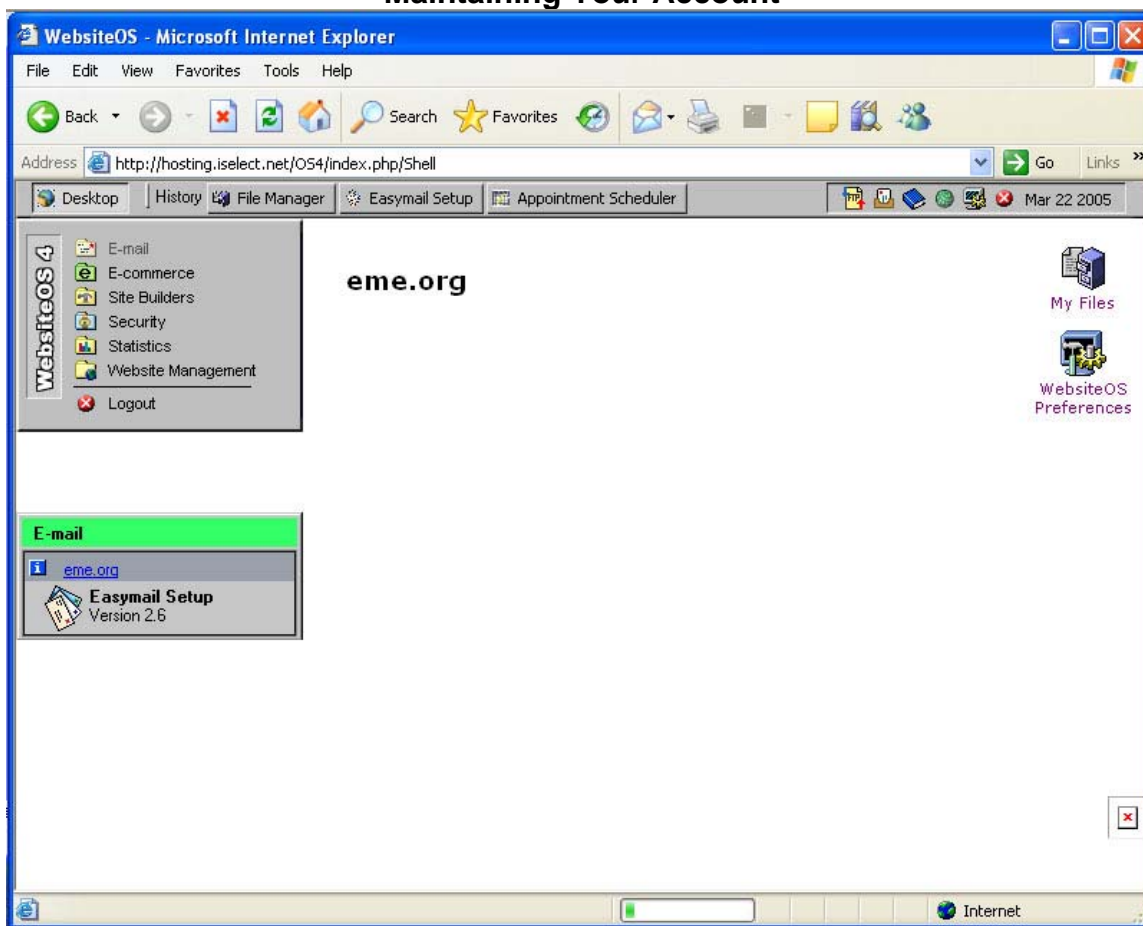 Maintaining Your Account
WebsiteOS - Microsoft Internet Explorer
File Edit View Favorites Tools Help
Back Search Favorites
Address http://hosting.iselect.net/OS4/index.php/Shell Go Links »
Desktop History File Manager Easymail Setup Appointment Scheduler Mar 22 2005
WebsiteOS 4
E-mail
E-commerce
Site Builders
Security
Statistics
Website Management
Logout
eme.org
My Files
WebsiteOS
Preferences
E-mail
eme.org
Easymail Setup
Version 2.6
Internet